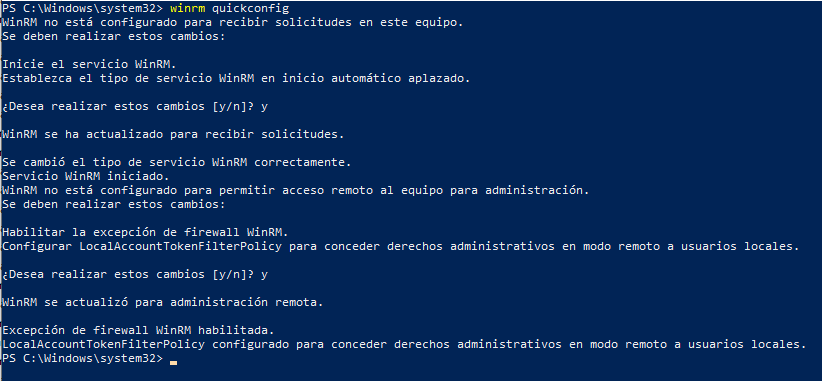 PS C:\Windows\system32> winrm quickconfig
WinRM no está configurado para recibir solicitudes en este equipo.
Se deben realizar estos cambios:
Inicie el servicio WinRM.
Establezca el tipo de servicio WinRM en inicio automático aplazado.
¿Desea realizar estos cambios [y/n]? y
WinRM se ha actualizado para recibir solicitudes.
Se cambió el tipo de servicio WinRM correctamente.
Servicio WinRM iniciado.
WinRM no está configurado para permitir acceso remoto al equipo para administración.
Se deben realizar estos cambios:
Habilitar la excepción de firewall WinRM.
Configurar LocalAccountTokenFilterPolicy para conceder derechos administrativos en modo remoto a usuarios locales.
¿Desea realizar estos cambios [y/n]? y
WinRM se actualizó para administración remota.
Excepción de firewall WinRM habilitada.
LocalAccountTokenFilterPolicy configurado para conceder derechos administrativos en modo remoto a usuarios locales.
PS C:\Windows\system32>